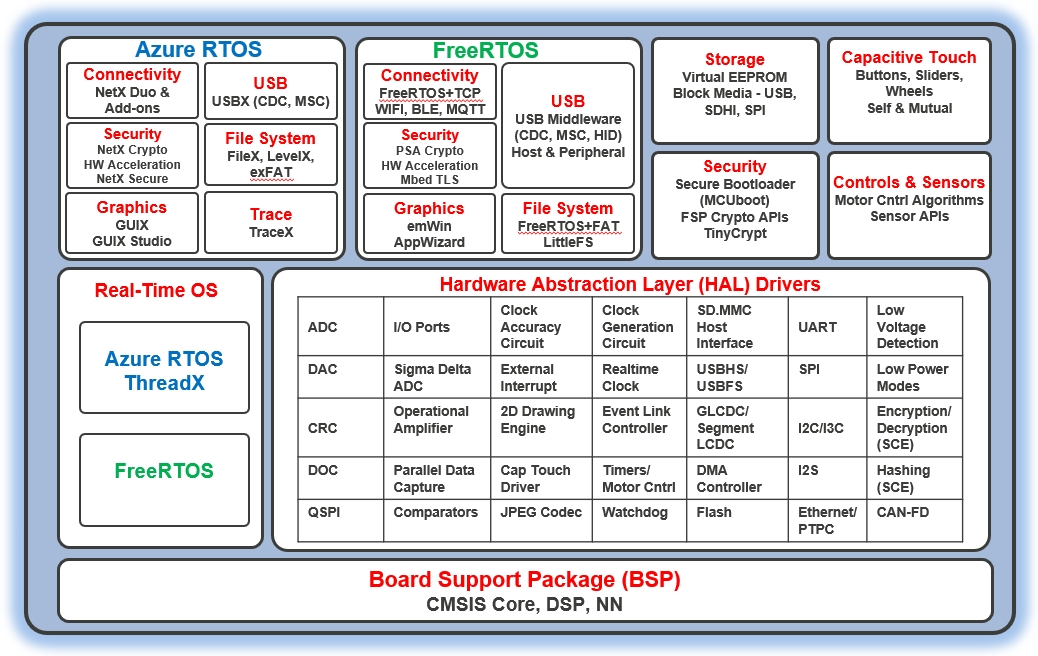 Azure RTOS
Connectivity
NetX Duo &
Add-ons
USB
USBX (CDC, MSC)
Security
NetX Crypto
HW Acceleration
NetX Secure
File System
FileX, LevelX,
exFAT
Graphics
GUIX
GUIX Studio
Trace
TraceX
FreeRTOS
Connectivity
FreeRTOS+TCP
WIFI, BLE, MQTT
USB
USB Middleware
(CDC, MSC, HID)
Host & Peripheral
Security
PSA Crypto
HW Acceleration
Mbed TLS
Graphics
emWin
AppWizard
File System
FreeRTOS+FAT
LittleFS
Storage
Virtual EEPROM
Block Media - USB,
SDHI, SPI
Capacitive Touch
Buttons, Sliders,
Wheels
Self & Mutual
Security
Secure Bootloader
(MCUboot)
FSP Crypto APIs
TinyCrypt
Controls & Sensors
Motor Cntrl Algorithms
Sensor APIs
Real-Time OS
Azure RTOS
ThreadX
FreeRTOS
Hardware Abstraction Layer (HAL) Drivers
ADC
I/O Ports
Clock
Accuracy
Circuit
Clock
Generation
Circuit
SD.MMC
Host
Interface
UART
Low
Voltage
Detection
DAC
Sigma Delta
ADC
External
Interrupt
Realtime
Clock
USBHS/
USBFS
SPI
Low Power
Modes
CRC
Operational
Amplifier
2D Drawing
Engine
Event Link
Controller
GLCDC/
Segment
LCDC
I2C/I3C
Encryption/
Decryption
(SCE)
DOC
Parallel Data
Capture
Cap Touch
Driver
Timers/
Motor Cntrl
DMA
Controller
I2S
Hashing
(SCE)
QSPI
Comparators
JPEG Codec
Watchdog
Flash
Ethernet/
PTPC
CAN-FD
Board Support Package (BSP)
CMSIS Core, DSP, NN